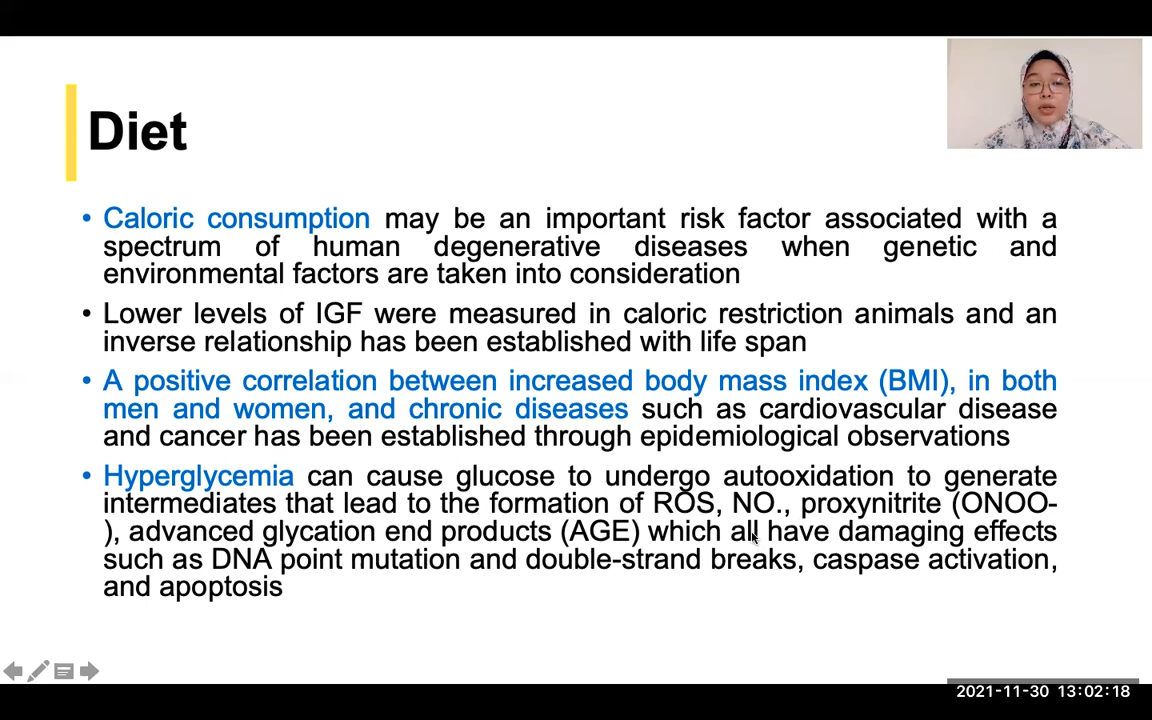 Diet
• Caloric consumption may be an important risk factor associated with a
spectrum of human degenerative diseases when genetic and
environmental factors are taken into consideration
• Lower levels of IGF were measured in caloric restriction animals and an
inverse relationship has been established with life span
• A positive correlation between increased body mass index (BMI), in both
men and women, and chronic diseases such as cardiovascular disease
and cancer has been established through epidemiological observations
• Hyperglycemia can cause glucose to undergo autooxidation to generate
intermediates that lead to the formation of ROS, NO., proxynitrite (ONOO-
), advanced glycation end products (AGE) which all have damaging effects
such as DNA point mutation and double-strand breaks, caspase activation,
and apoptosis
2021-11-30 13:02:18